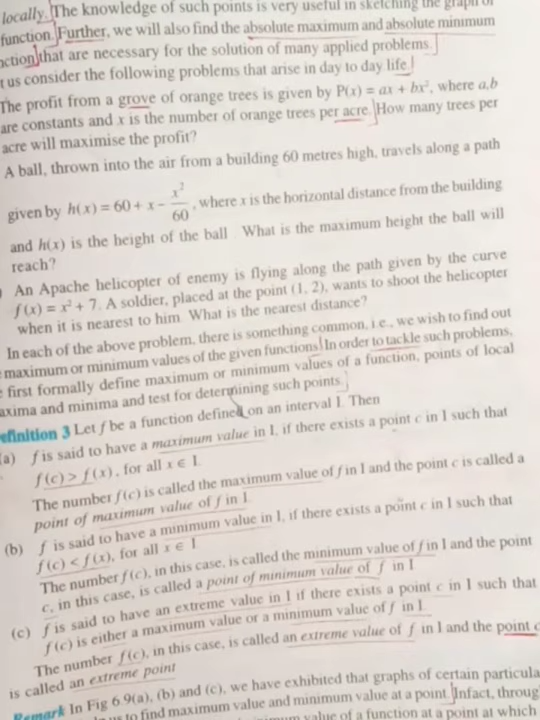 locally. The knowledge of such points is very useful in sketching the graph of
function. Further, we will also find the absolute maximum and absolute minimum
that are necessary for the solution of many applied problems.
us consider the following problems that arise in day to day life.
The profit from a grove of orange trees is given by P(x) = ax + bx², where a,b
are constants and x is the number of orange trees per acre. How many trees per
acre will maximise the profit?
A ball, thrown into the air from a building 60 metres high, travels along a path
given by h(x) = 60 + x − x²/60, where x is the horizontal distance from the building
and h(x) is the height of the ball What is the maximum height the ball will
reach?
An Apache helicopter of enemy is flying along the path given by the curve
f(x) = x² + 7. A soldier, placed at the point (1, 2), wants to shoot the helicopter
when it is nearest to him What is the nearest distance?
In each of the above problem, there is something common, i.e., we wish to find out
maximum or minimum values of the given functions In order to tackle such problems,
first formally define maximum or minimum values of a function, points of local
axima and minima and test for determining such points
efinition 3 Let f be a function defined on an interval I. Then
(a) f is said to have a maximum value in I, if there exists a point c in I such that
f(c) > f(x), for all x ∈ I
The number f(c) is called the maximum value of f in I and the point c is called a
point of maximum value of f in I
(b) f is said to have a minimum value in I, if there exists a point c in I such that
f(c) < f(x), for all x ∈ I
The number f(c), in this case, is called the minimum value of f in I and the point
c, in this case, is called a point of minimum value of f in I
(c) f is said to have an extreme value in I if there exists a point c in I such that
f(c) is either a maximum value or a minimum value of f in I
The number f(c), in this case, is called an extreme value of f in I and the point c
is called an extreme point
Remark In Fig 6 9(a), (b) and (c), we have exhibited that graphs of certain particula
us to find maximum value and minimum value at a point Infact, throug
value of a function at a point at which